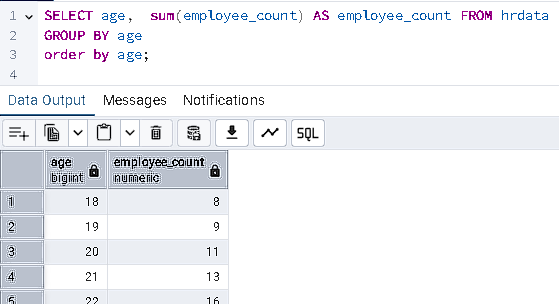 1 SELECT age,  sum(employee_count) AS employee_count FROM hrdata
2 GROUP BY age
3 order by age;
4
Data Output Messages Notifications
SQL
age employee_count
bigint numeric
1 18 8
2 19 9
3 20 11
4 21 13
5 22 16